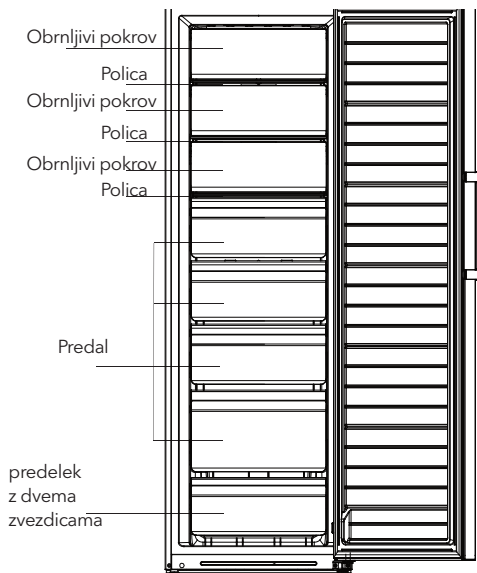 Obrnljivi pokrov
Polica
Obrnljivi pokrov
Polica
Obrnljivi pokrov
Polica
Predal
predelek
z dvema
zvezdicama